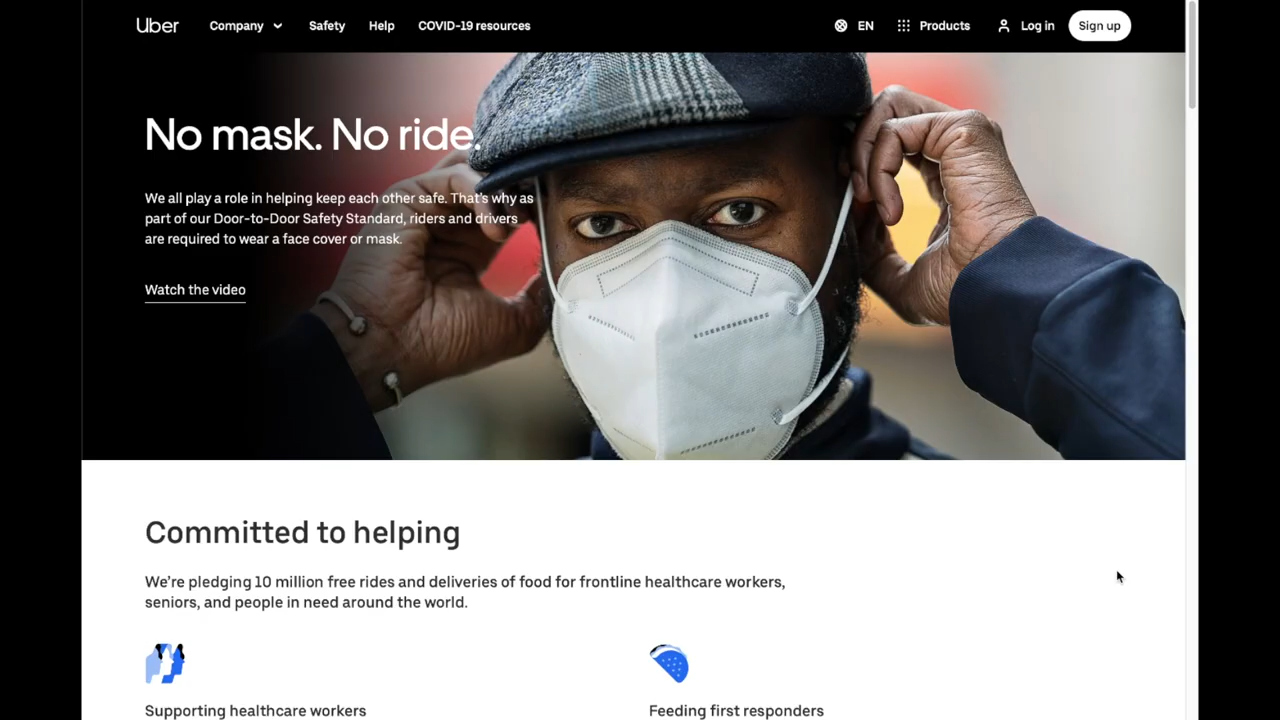 Uber Company Safety Help COVID-19 resources EN Products Log in Sign up
No mask. No ride.
We all play a role in helping keep each other safe. That's why as
part of our Door-to-Door Safety Standard, riders and drivers
are required to wear a face cover or mask.
Watch the video
Committed to helping
We're pledging 10 million free rides and deliveries of food for frontline healthcare workers,
seniors, and people in need around the world.
Supporting healthcare workers
Feeding first responders